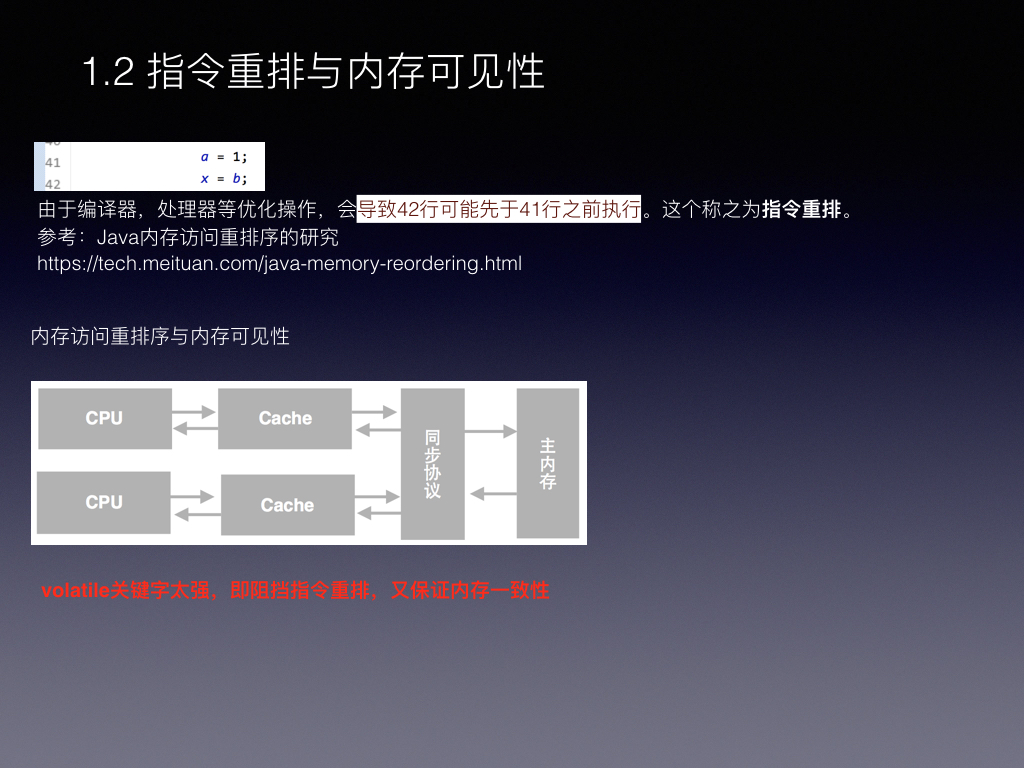 1.2 指令重排与内存可见性
40
41 a = 1;
42 x = b;
由于编译器，处理器等优化操作，会导致42行可能先于41行之前执行。这个称之为指令重排。
参考：Java内存访问重排序的研究
https://tech.meituan.com/java-memory-reordering.html
内存访问重排序与内存可见性
CPU Cache
同步协议
主内存
CPU Cache
volatile关键字太强，即阻挡指令重排，又保证内存一致性